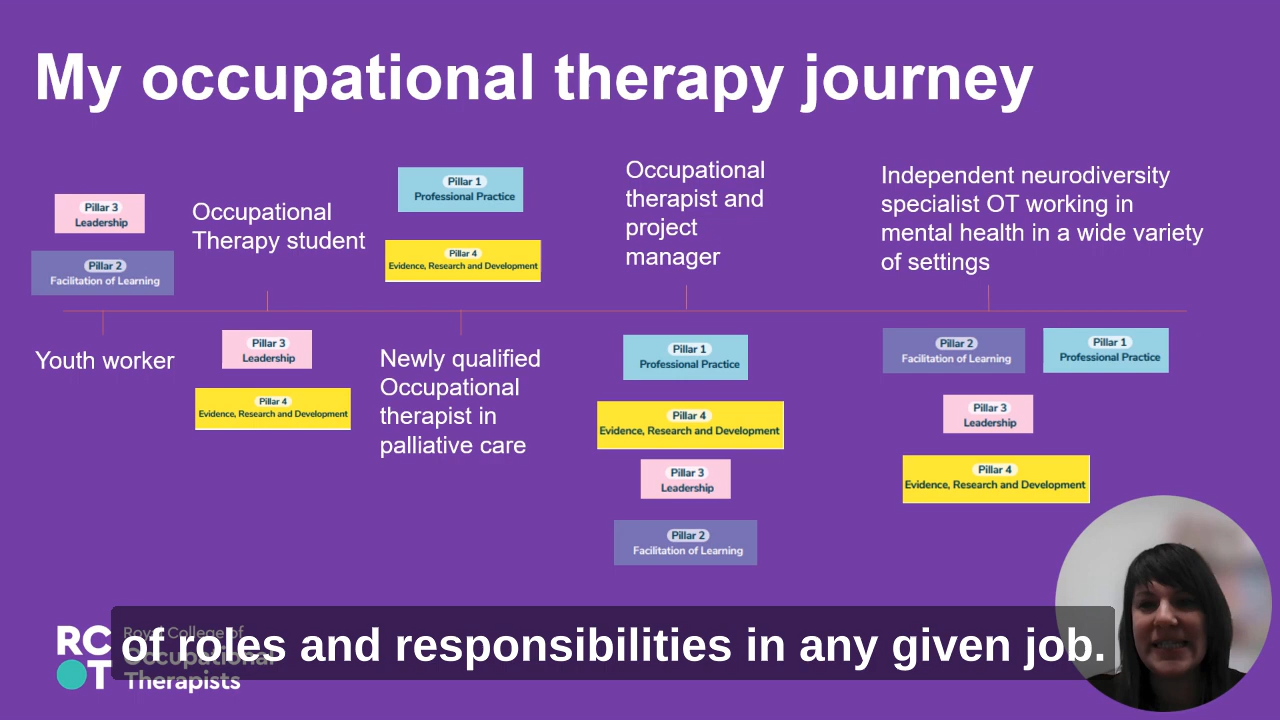 My occupational therapy journey
Pillar 3
Leadership
Pillar 2
Facilitation of Learning
Youth worker
Occupational
Therapy student
Pillar 3
Leadership
Pillar 4
Evidence, Research and Development
Pillar 1
Professional Practice
Pillar 4
Evidence, Research and Development
Newly qualified
Occupational
therapist in
palliative care
Occupational
therapist and
project
manager
Pillar 1
Professional Practice
Pillar 4
Evidence, Research and Development
Pillar 3
Leadership
Pillar 2
Facilitation of Learning
Independent neurodiversity
specialist OT working in
mental health in a wide variety
of settings
Pillar 2
Facilitation of Learning
Pillar 1
Professional Practice
Pillar 3
Leadership
Pillar 4
Evidence, Research and Development
RC
OT
Royal College of
Occupational
Therapists
of roles and responsibilities in any given job.